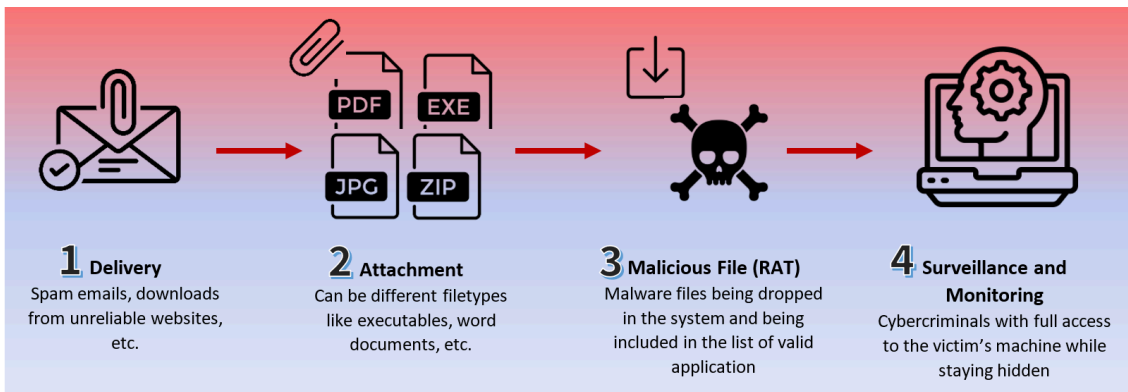 PDF
EXE
JPG
ZIP
1 Delivery
Spam emails, downloads
from unreliable websites,
etc.
2 Attachment
Can be different filetypes
like executables, word
documents, etc.
3 Malicious File (RAT)
Malware files being dropped
in the system and being
included in the list of valid
application
4 Surveillance and
Monitoring
Cybercriminals with full access
to the victim's machine while
staying hidden